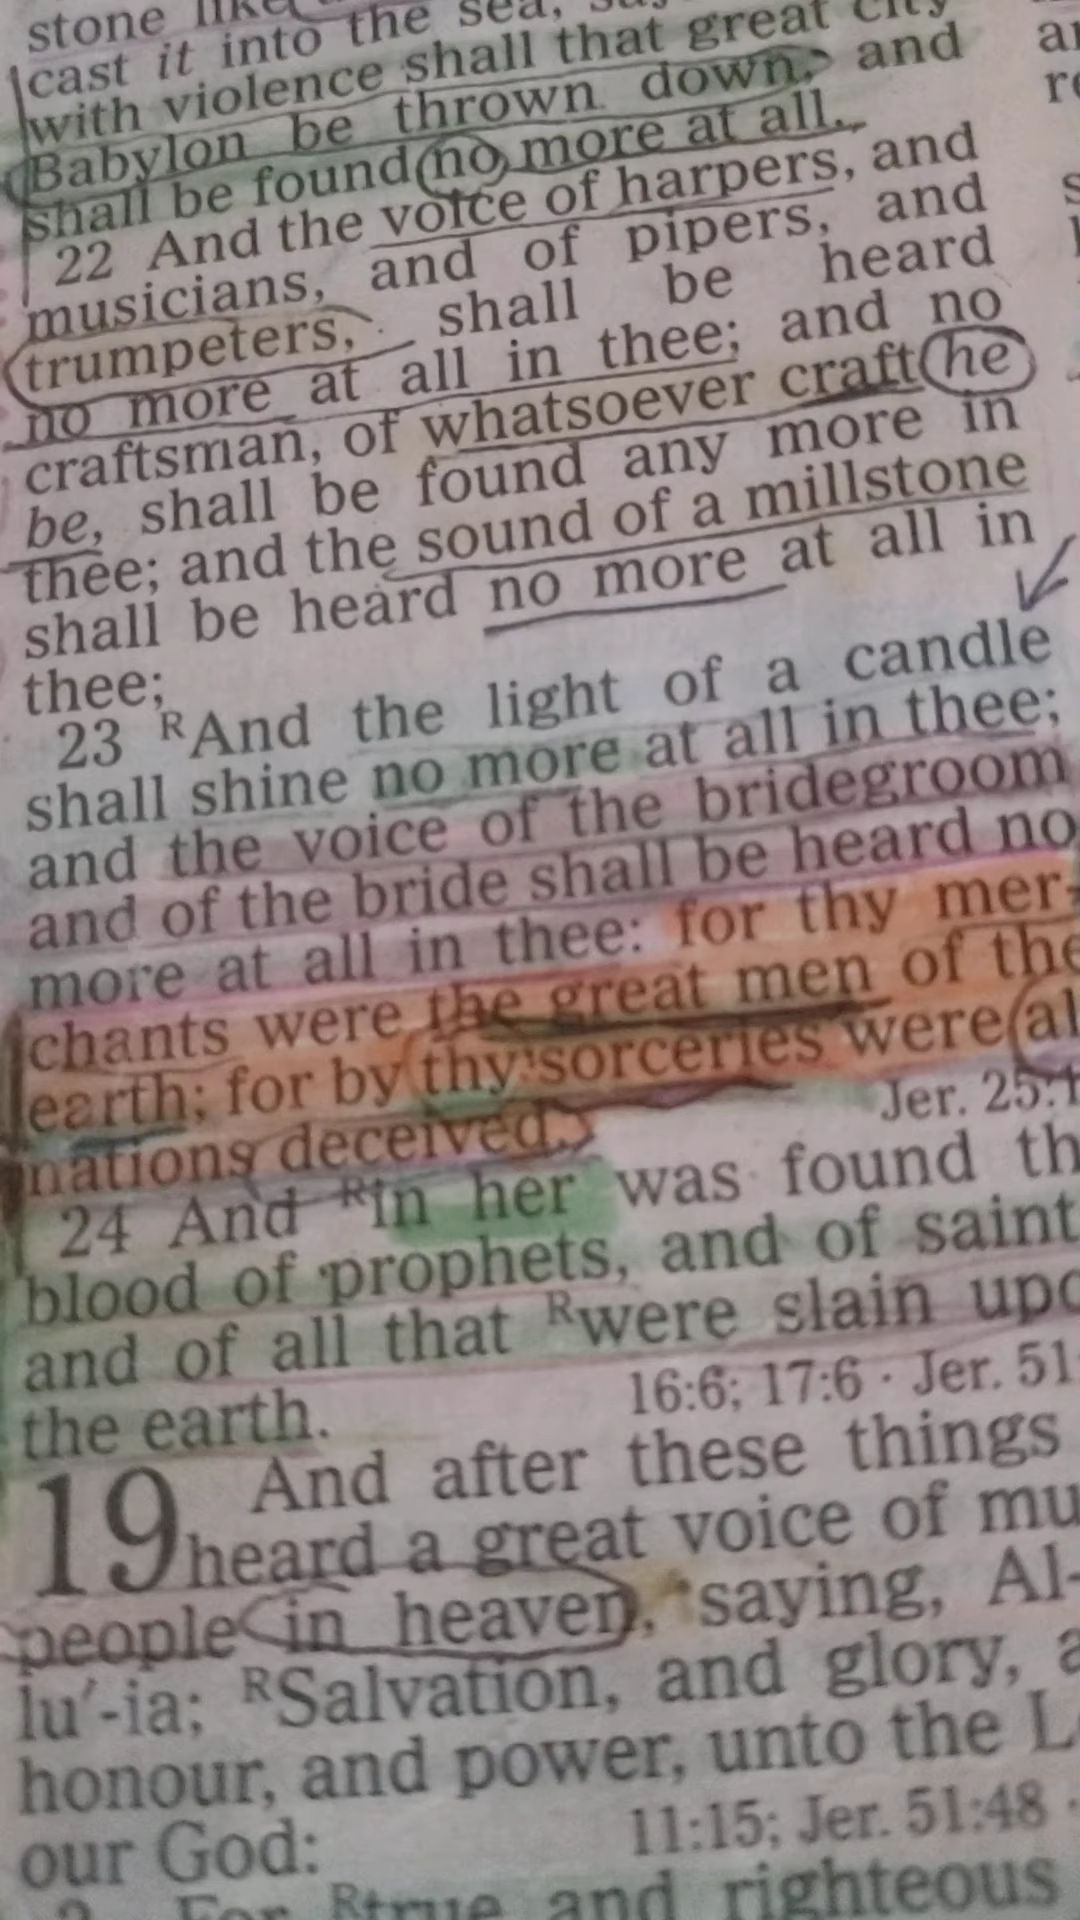 stone like
cast it into the sea,
with violence shall that great city
Babylon be thrown down, and
shall be found no more at all.
22 And the voice of harpers, and
musicians, and of pipers, and
trumpeters, shall be heard
no more at all in thee; and no
craftsman, of whatsoever craft he
be, shall be found any more in
thee; and the sound of a millstone
shall be heard no more at all in
thee;
23 RAnd the light of a candle
shall shine no more at all in thee;
and the voice of the bridegroom
and of the bride shall be heard no
more at all in thee: for thy mer-
chants were the great men of the
earth; for by thy sorceries were al
nations deceived.
Jer. 25:1
24 And Rin her was found th
blood of prophets, and of saint
and of all that Rwere slain upo
the earth. 16:6; 17:6 · Jer. 51
19 And after these things
heard a great voice of mu
people in heaven, saying, Al-
lu′-ia; RSalvation, and glory, a
honour, and power, unto the L
our God: 11:15; Jer. 51:48 ·
2 For Rtrue and righteous